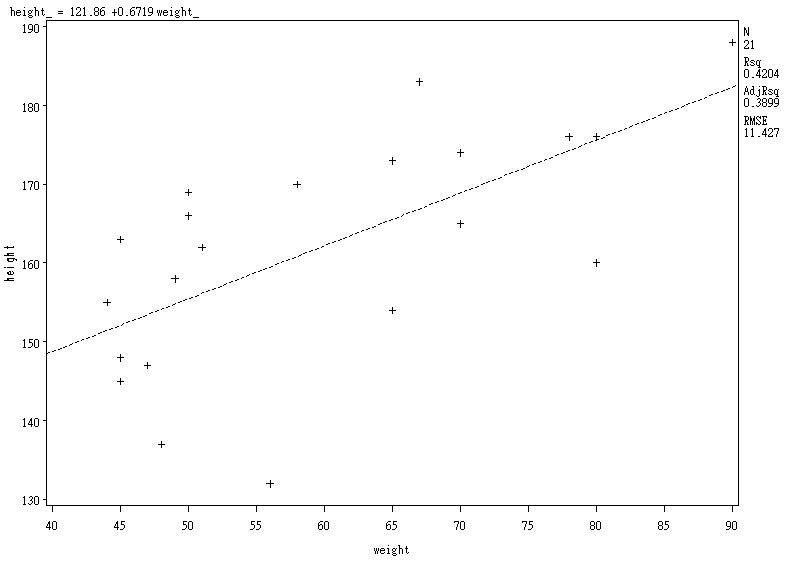 height_ = 121.86 +0.6719 weight_
N
21
Rsq
0.4204
AdjRsq
0.3899
RMSE
11.427
190
180
170
160
150
140
130
height
40 45 50 55 60 65 70 75 80 85 90
weight